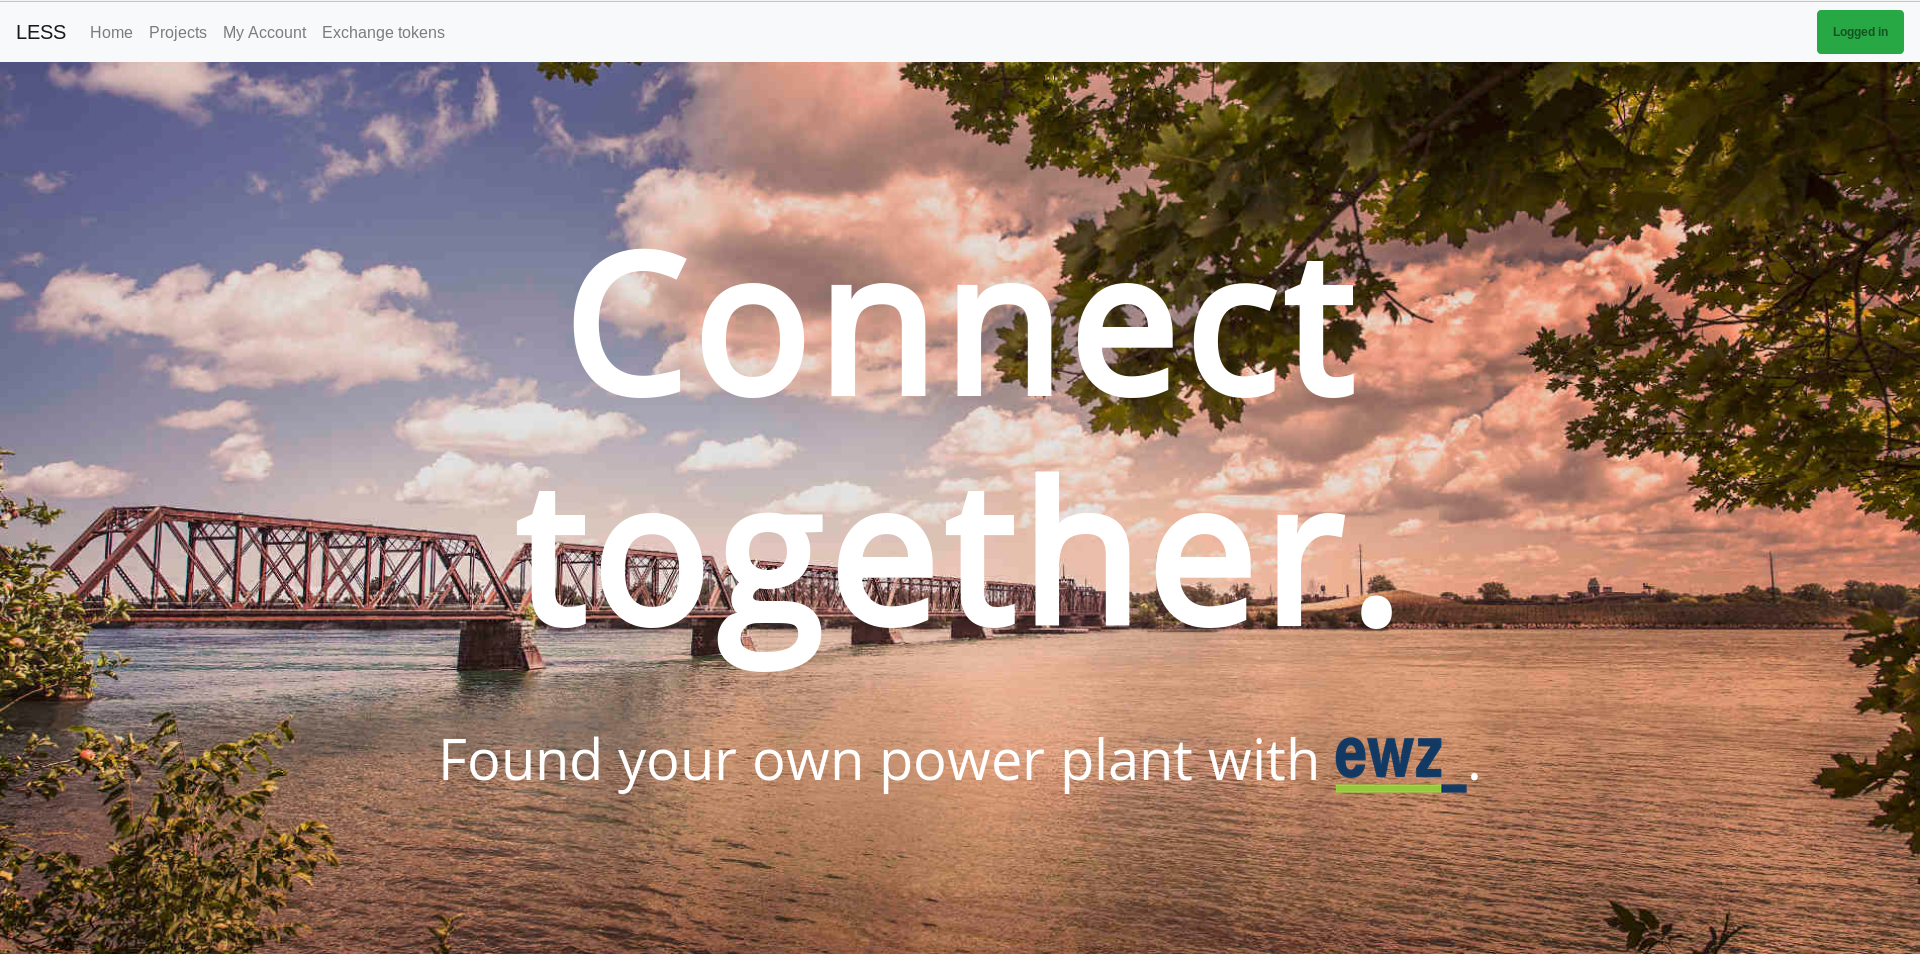 LESS Home Projects My Account Exchange tokens Logged in
Connect
together.
Found your own power plant with ewz.